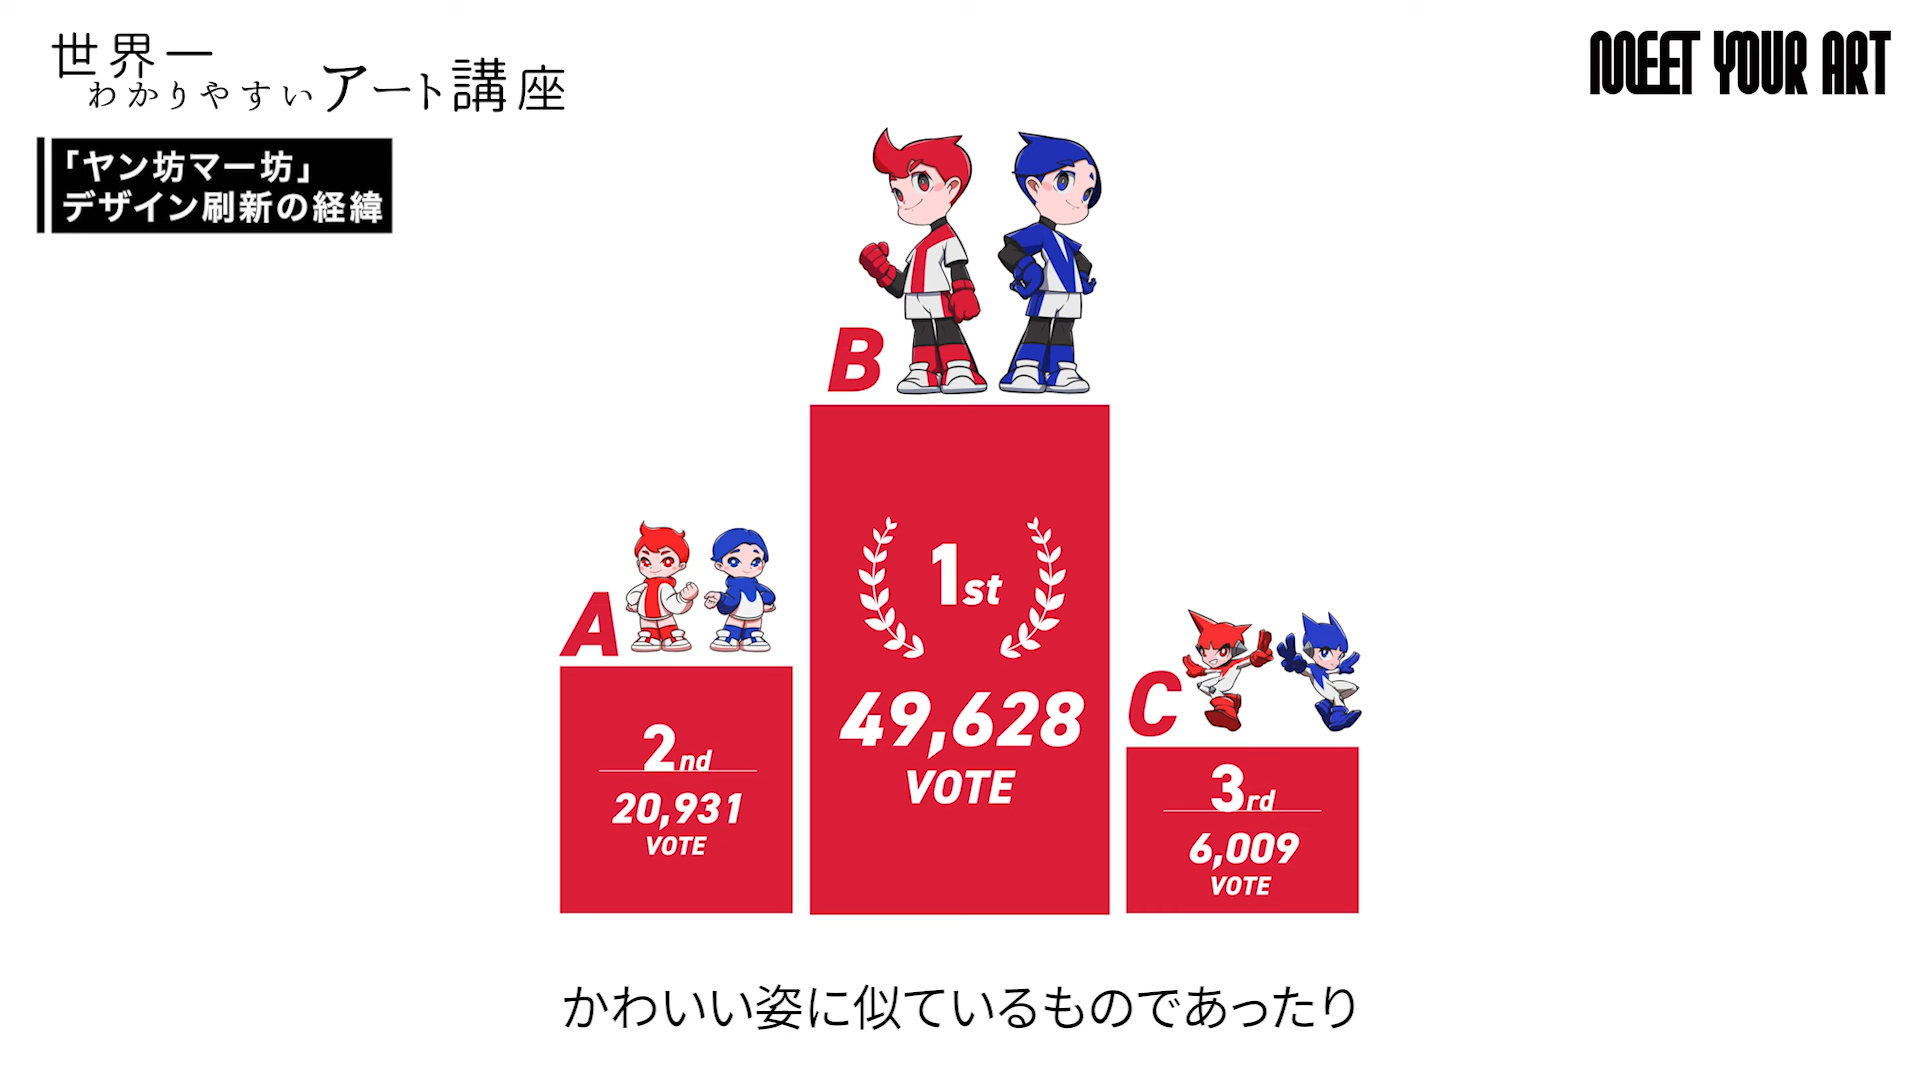 世界一
わかりやすいアート講座
MEET YOUR ART
「ヤン坊マー坊」
デザイン刷新の経緯
B
1st
49,628
VOTE
A
2nd
20,931
VOTE
C
3rd
6,009
VOTE
かわいい姿に似ているものであったり